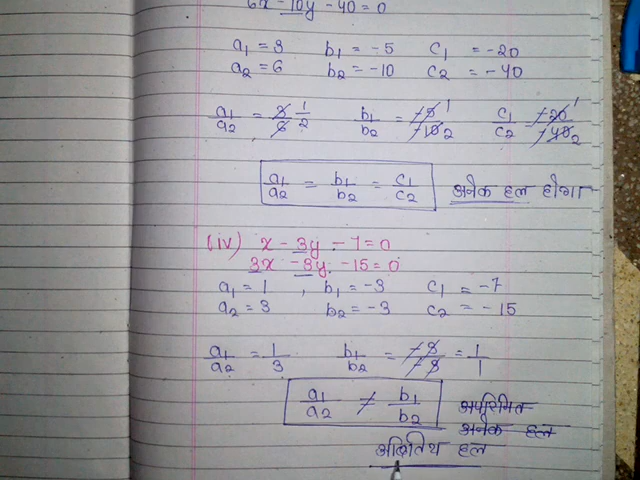 6x - 10y - 40 = 0
a₁ = 3 b₁ = -5 c₁ = -20
a₂ = 6 b₂ = -10 c₂ = -40
a₁/a₂ = 3/6 1/2 b₁/b₂ = -5/-10 1/2 c₁/c₂ = -20/-40 1/2
a₁/a₂ = b₁/b₂ = c₁/c₂ अनेक हल होगा
(iv) x - 3y - 7 = 0
3x - 3y - 15 = 0
a₁ = 1 , b₁ = -3 c₁ = -7
a₂ = 3 b₂ = -3 c₂ = -15
a₁/a₂ = 1/3 b₁/b₂ = -3/-3 = 1/1
a₁/a₂ ≠ b₁/b₂ अपरिमित
अनेक हल
अद्वितिय हल